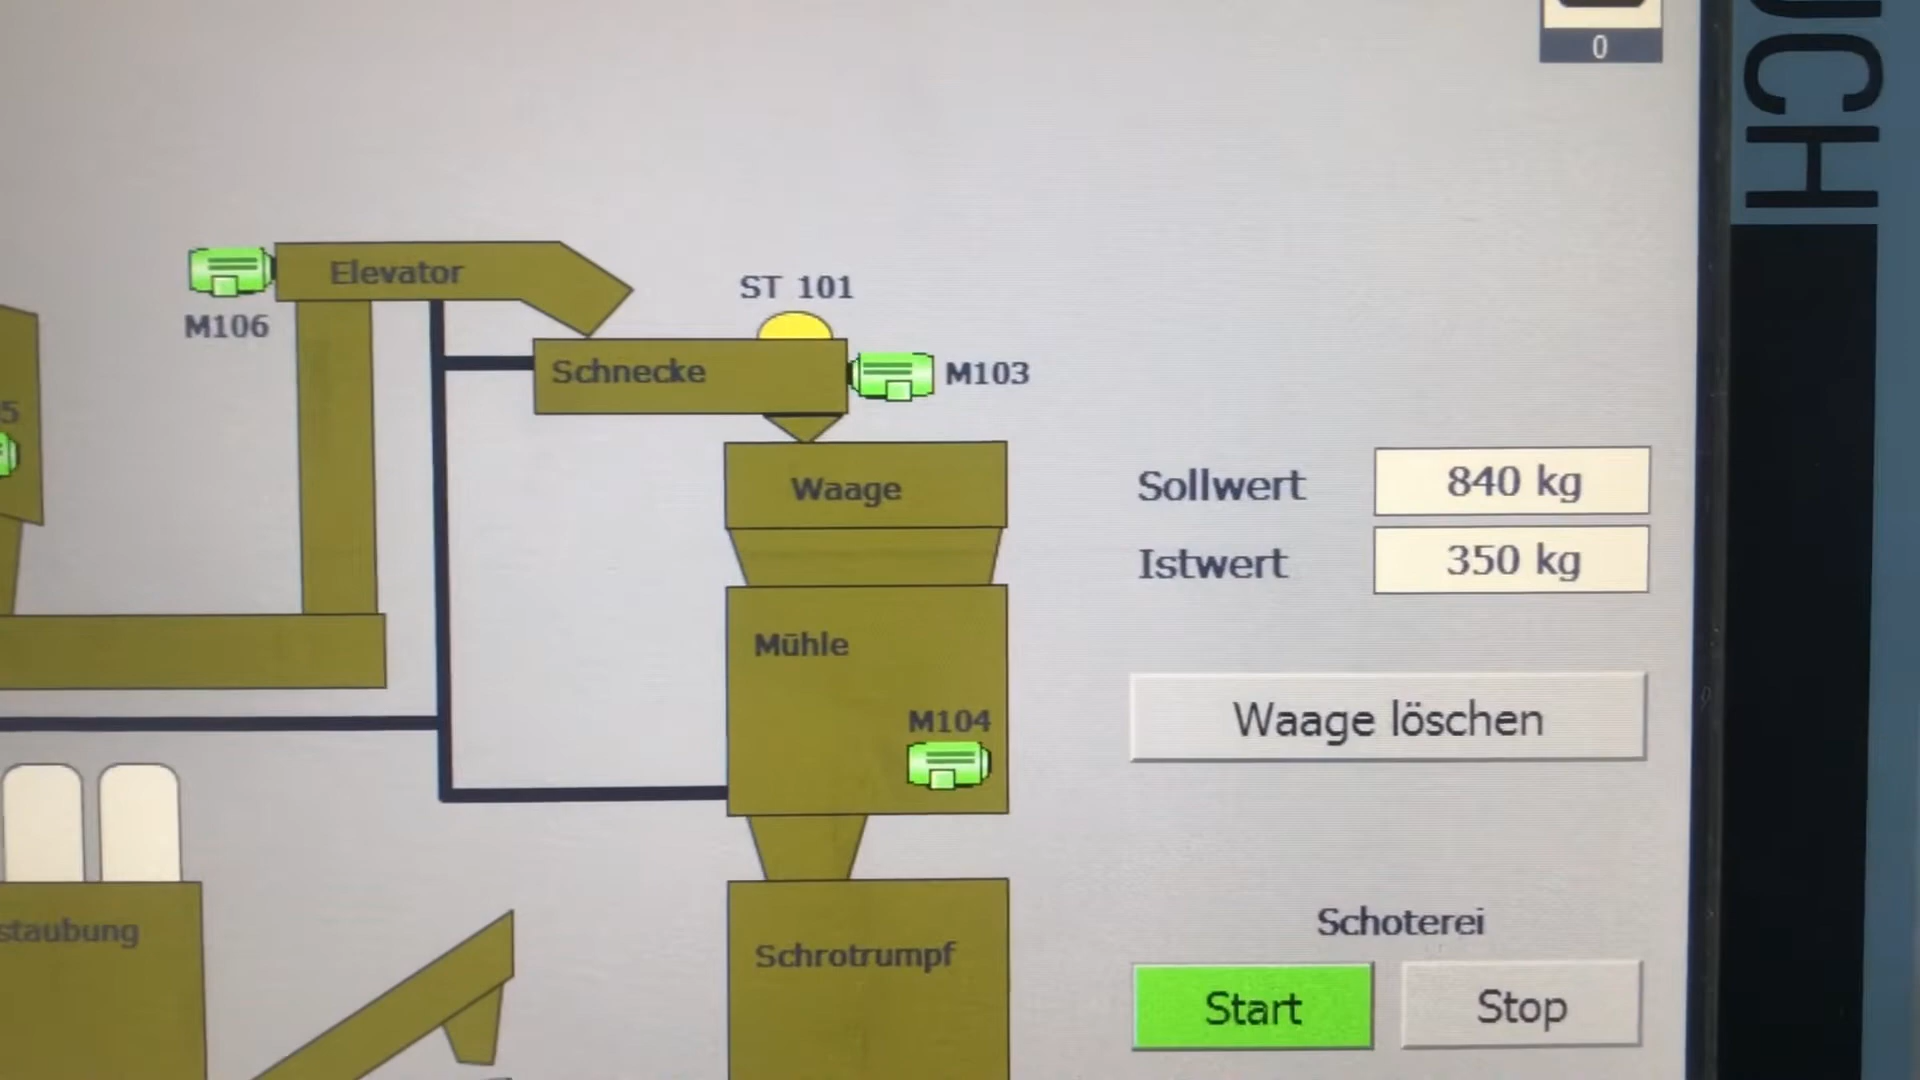 0
UCH
Elevator
ST 101
M106
Schnecke
M103
5
Waage
Sollwert
840 kg
Istwert
350 kg
Mühle
M104
Waage löschen
staubung
Schoterei
Schrotrumpf
Start
Stop